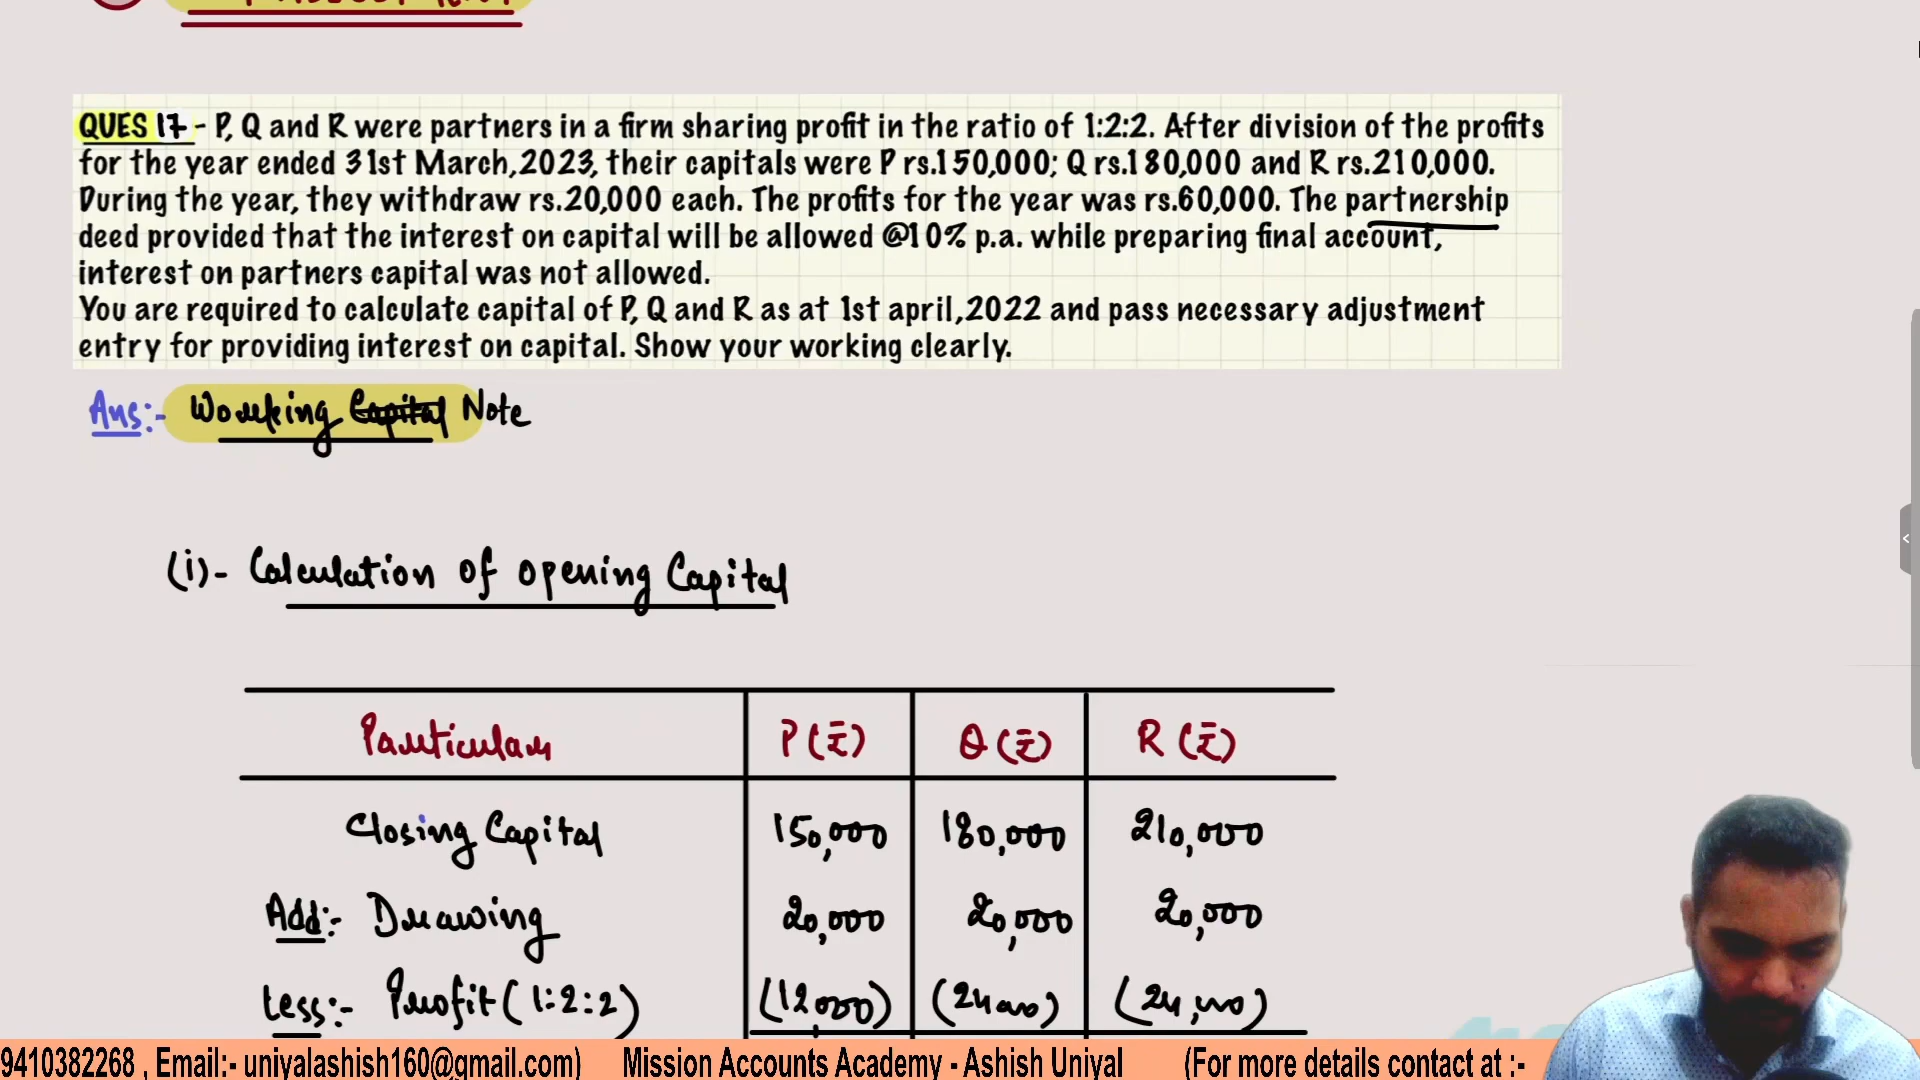 QUES 17 - P, Q and R were partners in a firm sharing profit in the ratio of 1:2:2. After division of the profits
for the year ended 31st March,2023, their capitals were P rs.150,000; Q rs.180,000 and R rs.210,000.
During the year, they withdraw rs.20,000 each. The profits for the year was rs.60,000. The partnership
deed provided that the interest on capital will be allowed @10% p.a. while preparing final account,
interest on partners capital was not allowed.
You are required to calculate capital of P, Q and R as at 1st april,2022 and pass necessary adjustment
entry for providing interest on capital. Show your working clearly.
Ans:- Working Capital Note
(i)- Calculation of opening Capital
Particulars P(₹) Q(₹) R(₹)
Closing Capital 150,000 180,000 210,000
Add:- Drawing 20,000 20,000 20,000
Less:- Profit(1:2:2) (12,000) (24,000) (24,000)
9410382268 , Email:- uniyalashish160@gmail.com) Mission Accounts Academy - Ashish Uniyal (For more details contact at :-
<